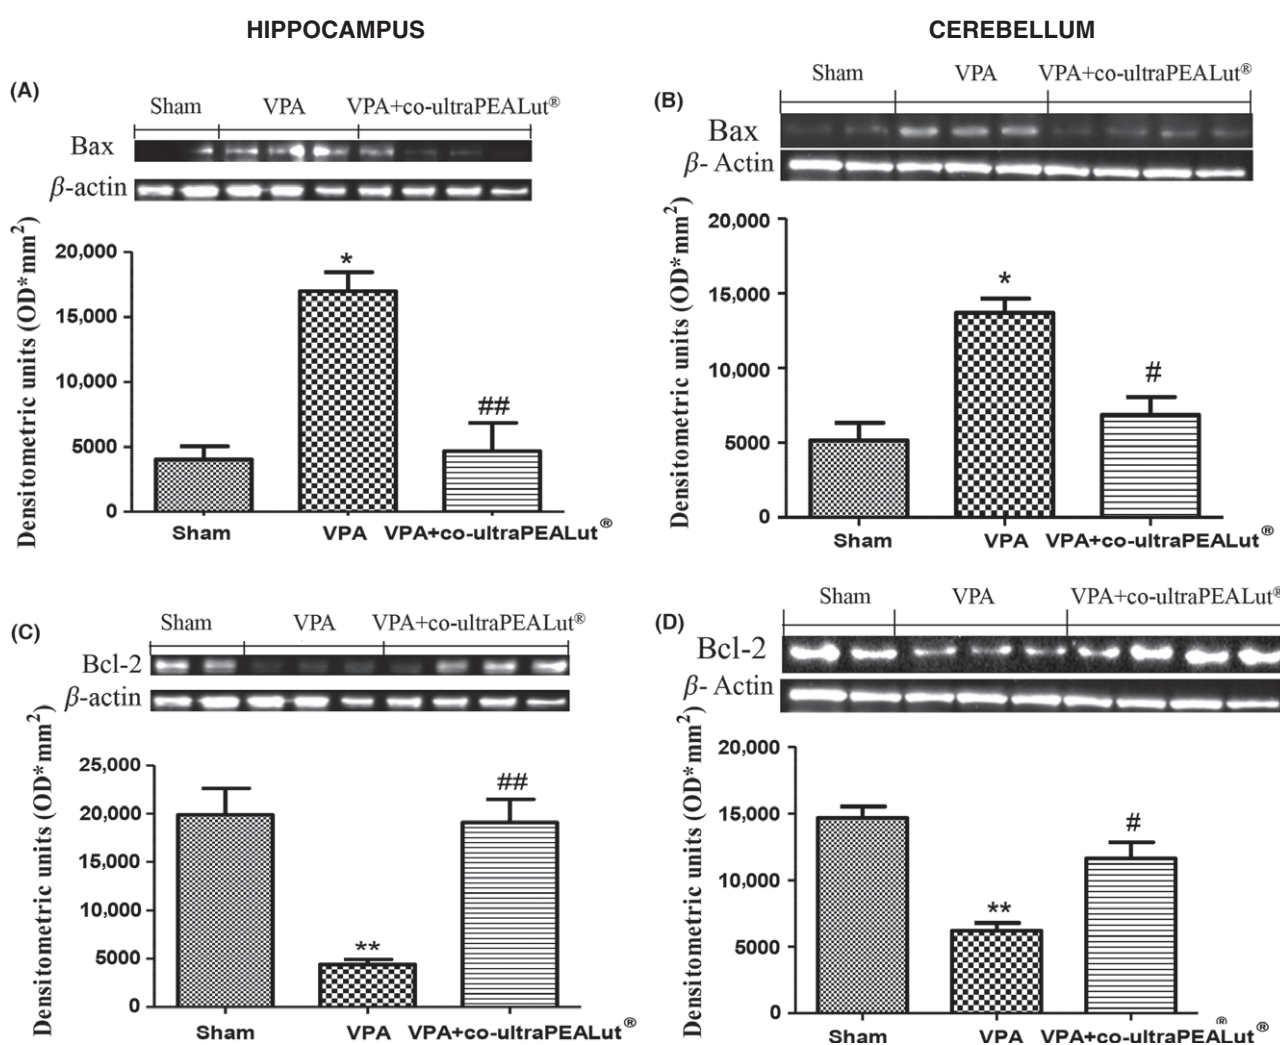 HIPPOCAMPUS
CEREBELLUM
(A)
Sham VPA VPA+co-ultraPEALut®
Bax
β-actin
Densitometric units (OD*mm²)
20,000
15,000
10,000
5000
0
*
##
Sham VPA VPA+co-ultraPEALut®
(B)
Sham VPA VPA+co-ultraPEALut®
Bax
β- Actin
Densitometric units (OD*mm²)
20,000
15,000
10,000
5000
0
*
#
Sham VPA VPA+co-ultraPEALut®
(C)
Sham VPA VPA+co-ultraPEALut®
Bcl-2
β-actin
Densitometric units (OD*mm²)
25,000
20,000
15,000
10,000
5000
0
**
##
Sham VPA VPA+co-ultraPEALut®
(D)
Sham VPA VPA+co-ultraPEALut®
Bcl-2
β- Actin
Densitometric units (OD*mm²)
20,000
15,000
10,000
5000
0
**
#
®
Sham VPA VPA+co-ultraPEALut®